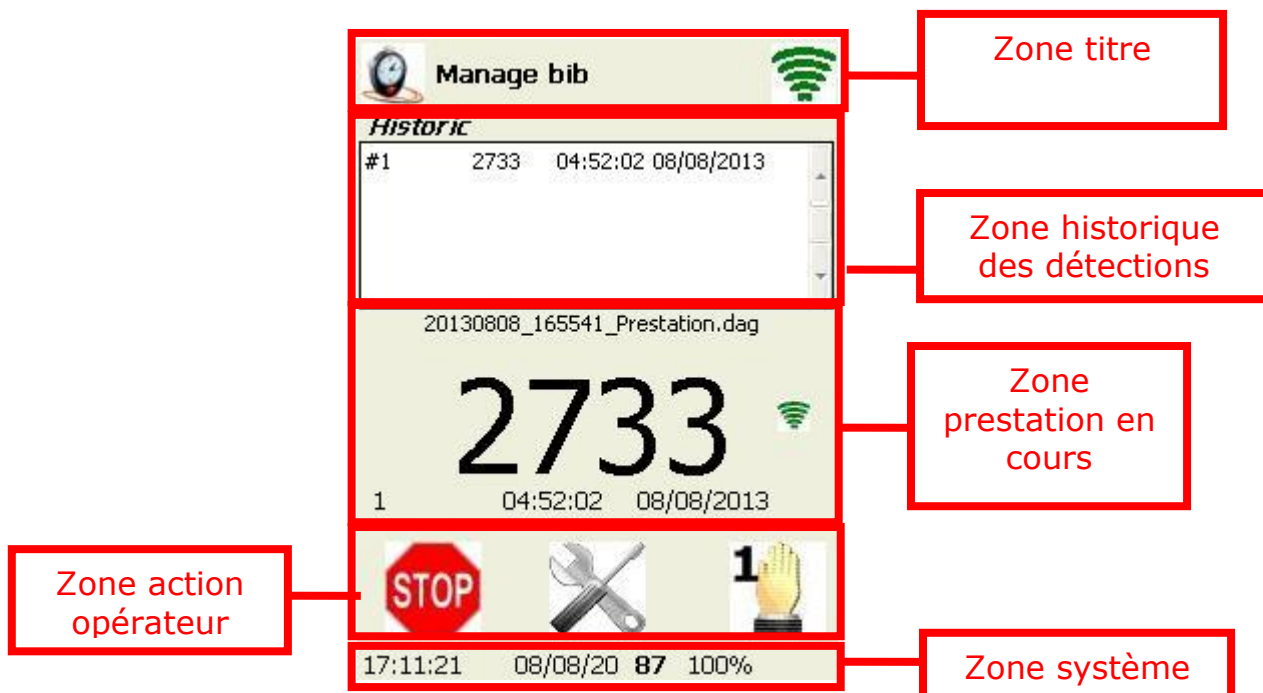 Manage bib
Zone titre
Historic
#1 2733 04:52:02 08/08/2013
Zone historique
des détections
20130808_165541_Prestation.dag
2733
1 04:52:02 08/08/2013
Zone
prestation en
cours
STOP
1
Zone action
opérateur
17:11:21 08/08/20 87 100%
Zone système